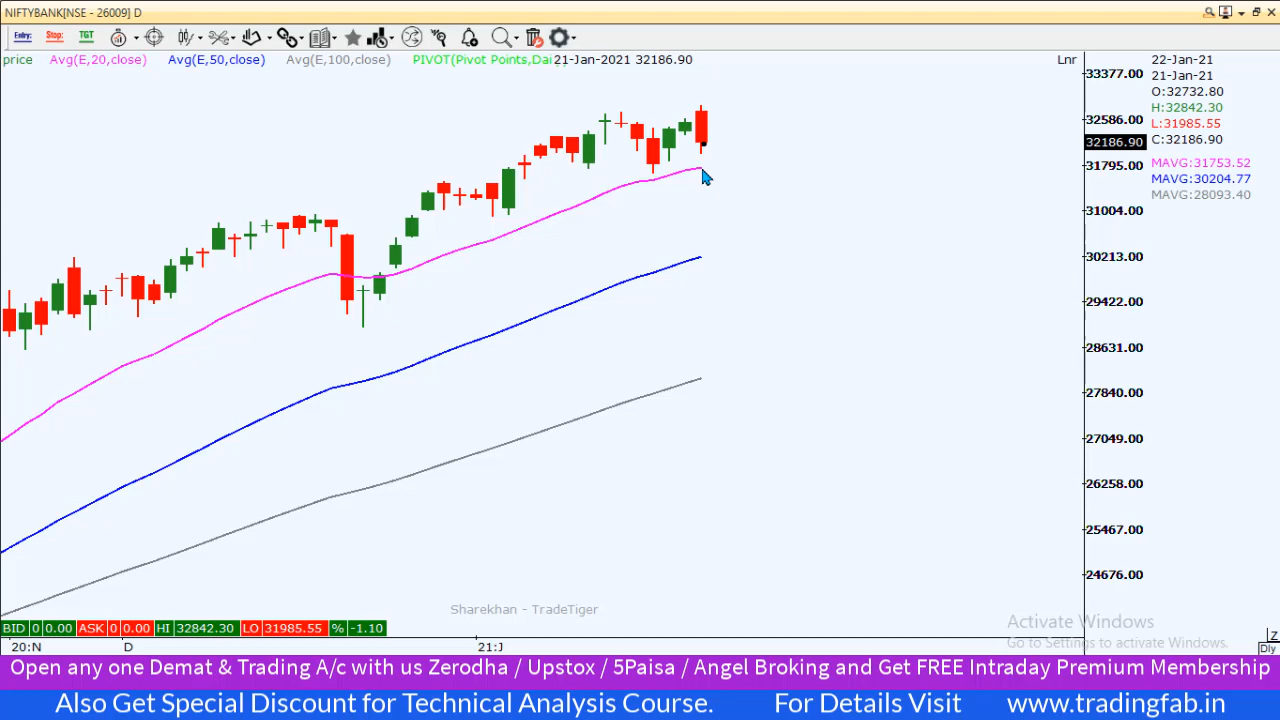 NIFTYBANK[NSE - 26009] D
Entry: Stop: TGT
price Avg(E,20,close) Avg(E,50,close) Avg(E,100,close) PIVOT(Pivot Points,Dai 21-Jan-2021 32186.90 Lnr
22-Jan-21
21-Jan-21
O:32732.80
H:32842.30
L:31985.55
C:32186.90
MAVG:31753.52
MAVG:30204.77
MAVG:28093.40
33377.00
32586.00
32186.90
31795.00
31004.00
30213.00
29422.00
28631.00
27840.00
27049.00
26258.00
25467.00
24676.00
Sharekhan - TradeTiger
Activate Windows
Go to Settings to activate Windows.
BID 0 0.00 ASK 0 0.00 HI 32842.30 LO 31985.55 % -1.10
20:N D 21:J
Z
Dly
Open any one Demat & Trading A/c with us Zerodha / Upstox / 5Paisa / Angel Broking and Get FREE Intraday Premium Membership
Also Get Special Discount for Technical Analysis Course. For Details Visit www.tradingfab.in